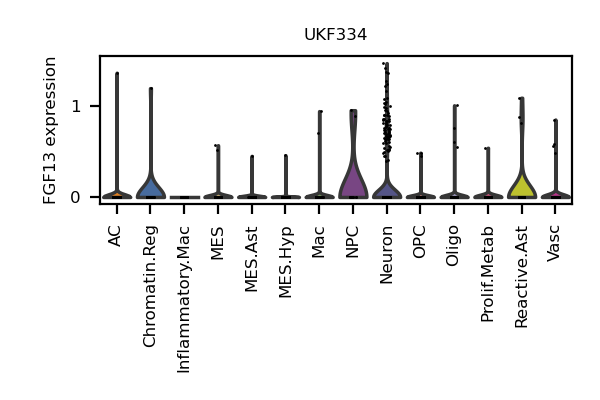 UKF334
FGF13 expression
1
0
AC
Chromatin.Reg
Inflammatory.Mac
MES
MES.Ast
MES.Hyp
Mac
NPC
Neuron
OPC
Oligo
Prolif.Metab
Reactive.Ast
Vasc